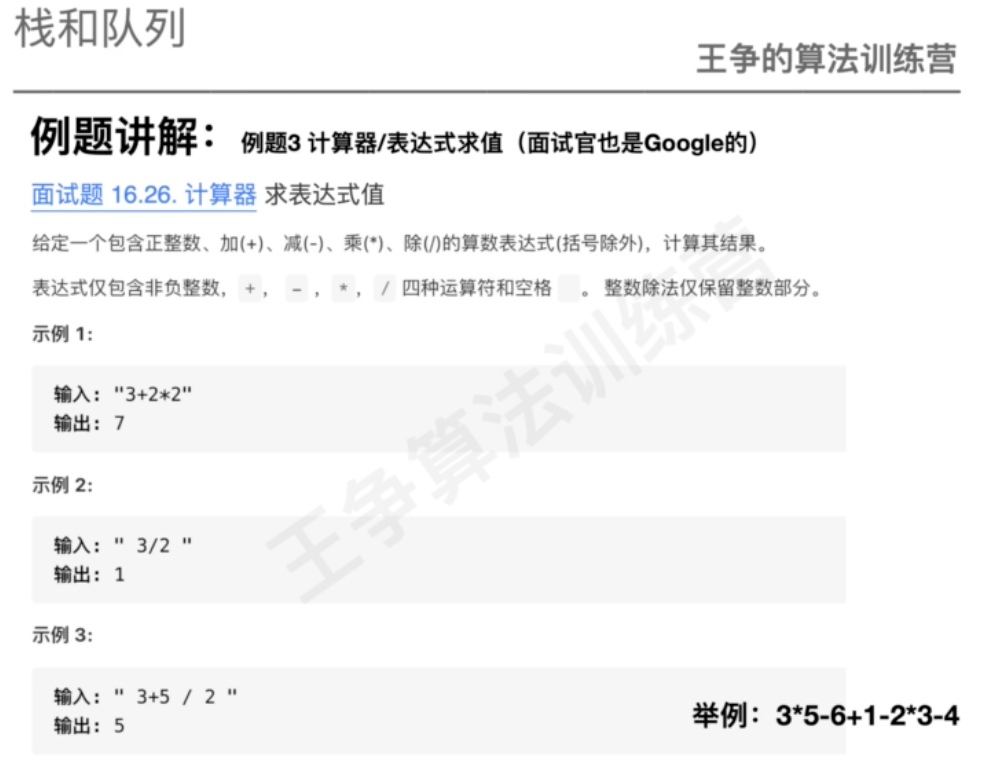 栈和队列
王争的算法训练营
例题讲解： 例题3 计算器/表达式求值（面试官也是Google的）
面试题 16.26. 计算器 求表达式值
给定一个包含正整数、加(+)、减(-)、乘(*)、除(/)的算数表达式(括号除外)，计算其结果。
表达式仅包含非负整数， + ， - ， * ， / 四种运算符和空格 。 整数除法仅保留整数部分。
示例 1:
输入: "3+2*2"
输出: 7
示例 2:
输入: " 3/2 "
输出: 1
示例 3:
输入: " 3+5 / 2 "
输出: 5
举例：3*5-6+1-2*3-4
王争算法训练营